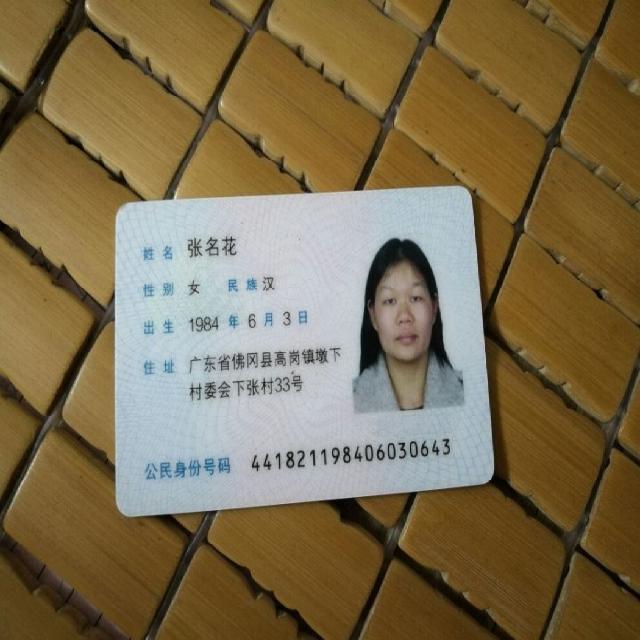 姓名 张名花
性别 女 民族 汉
出生 1984 年 6 月 3 日
住址 广东省佛冈县高岗镇墩下
村委会下张村33号
公民身份号码 441821198406030643